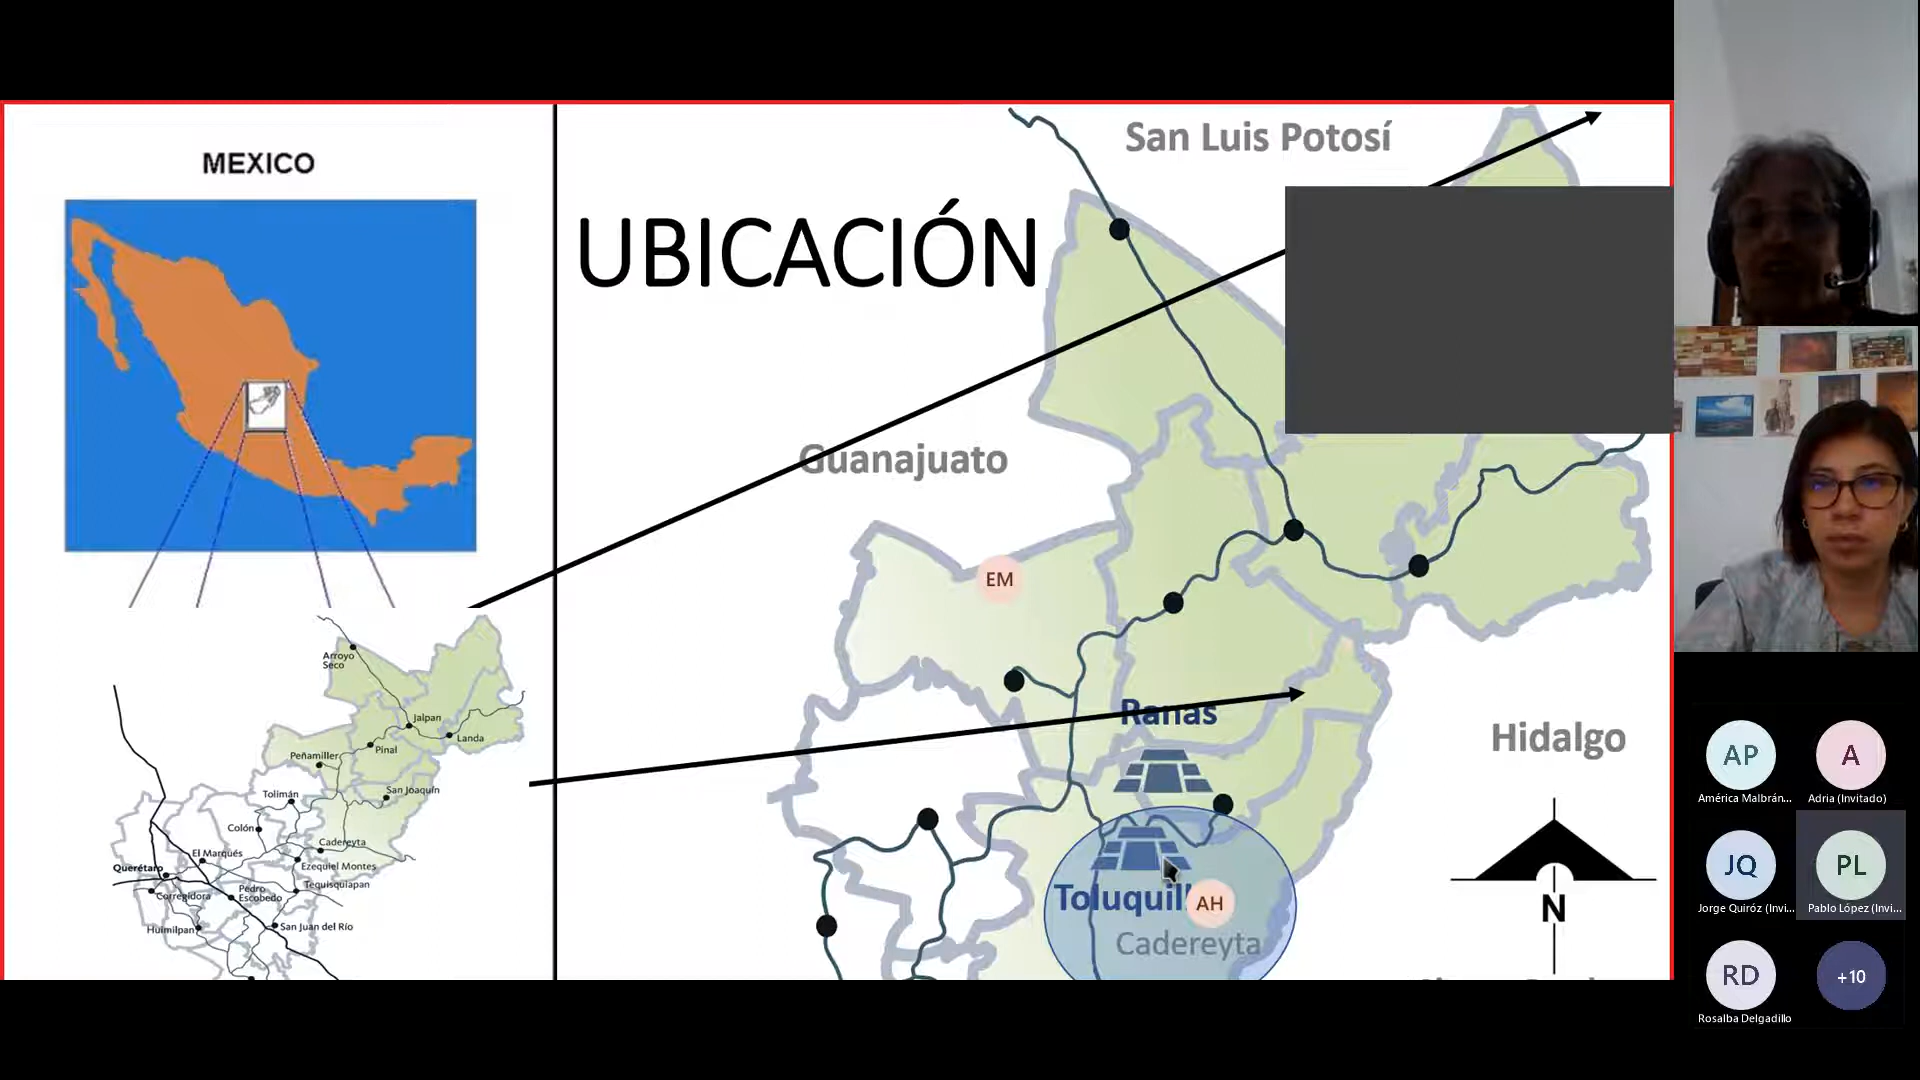 MEXICO
UBICACIÓN
San Luis Potosí
Guanajuato
EM
Ranas
Hidalgo
AH
Cadereyta
N
Arroyo
Seco
Jalpan
Landa
Pinal
Peñamiller
San Joaquín
Tolimán
Colón
Cadereyta
El Marqués
Ezequiel Montes
Querétaro
Tequisquiapan
Corregidora
Pedro
Escobedo
San Juan del Río
Huimilpan
AP
América Malbrán...
A
Adria (Invitado)
JQ
Jorge Quiróz (Invi...
PL
Pablo López (Invi...
RD
Rosalba Delgadillo
+10